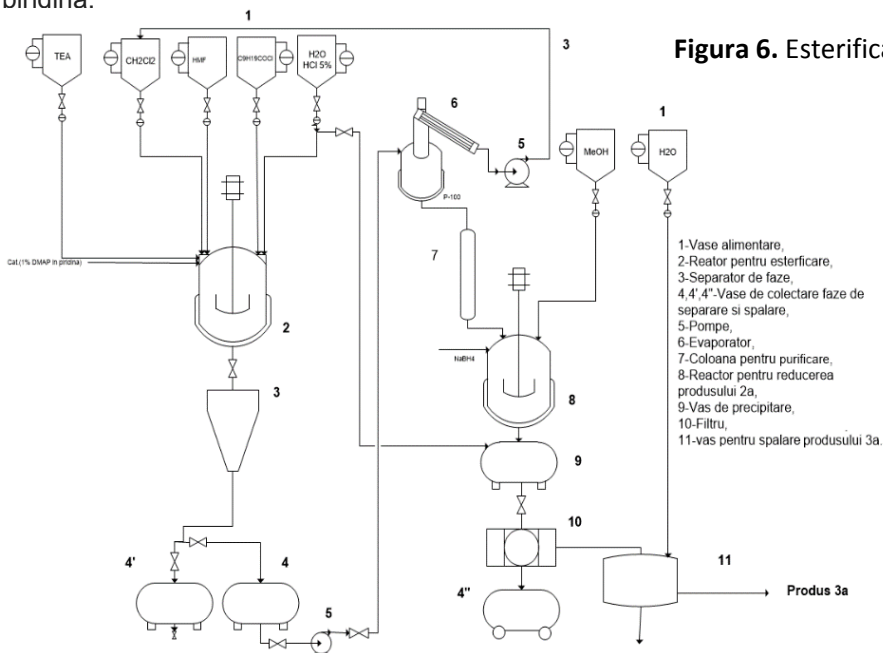 bindina.
1
3
Figura 6. Esterifica
TEA
CH2Cl2
HMF
C9H19COCl
H2O
HCl 5%
6
5
MeOH
1
H2O
P-100
7
Cat.(1% DMAP in piridina)
2
NaBH4
8
3
9
10
4'
4
4''
11
5
Produs 3a
1-Vase alimentare,
2-Reator pentru esterficare,
3-Separator de faze,
4,4',4''-Vase de colectare faze de
separare si spalare,
5-Pompe,
6-Evaporator,
7-Coloana pentru purificare,
8-Reactor pentru reducerea
produsului 2a,
9-Vas de precipitare,
10-Filtru,
11-vas pentru spalare produsului 3a.